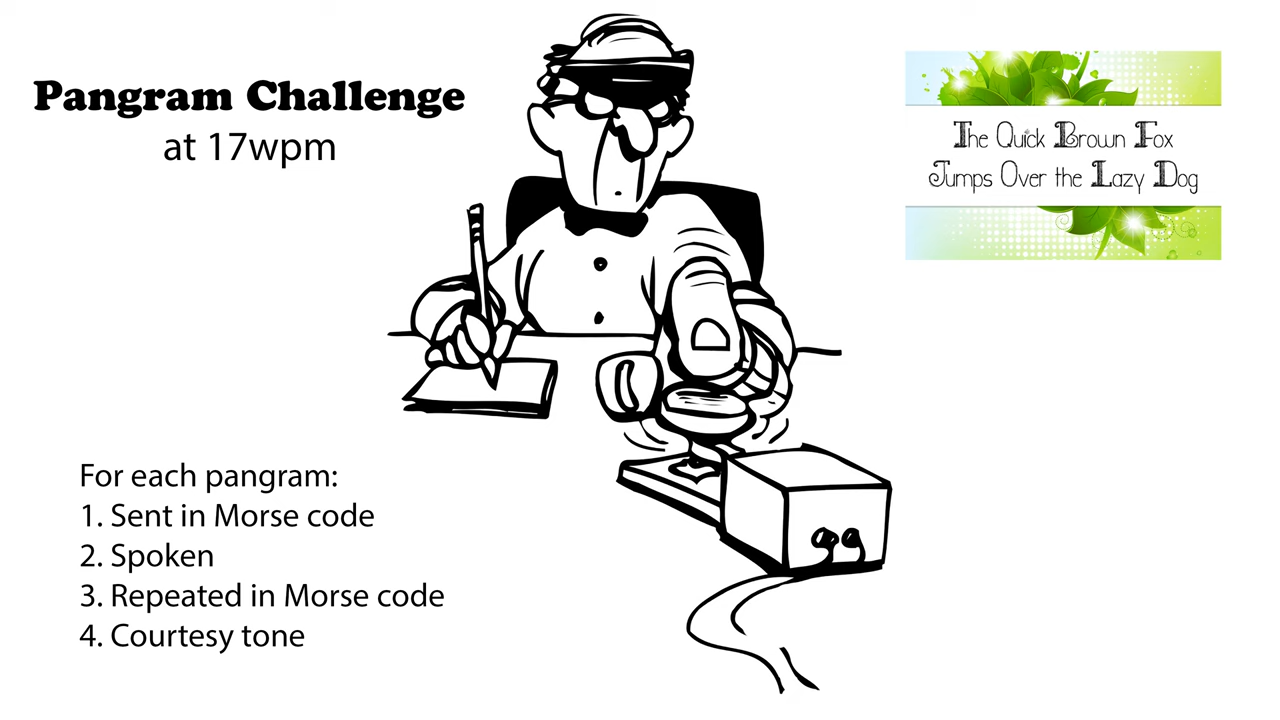 Pangram Challenge
at 17wpm
The Quick Brown Fox
Jumps Over the Lazy Dog
For each pangram:
1. Sent in Morse code
2. Spoken
3. Repeated in Morse code
4. Courtesy tone